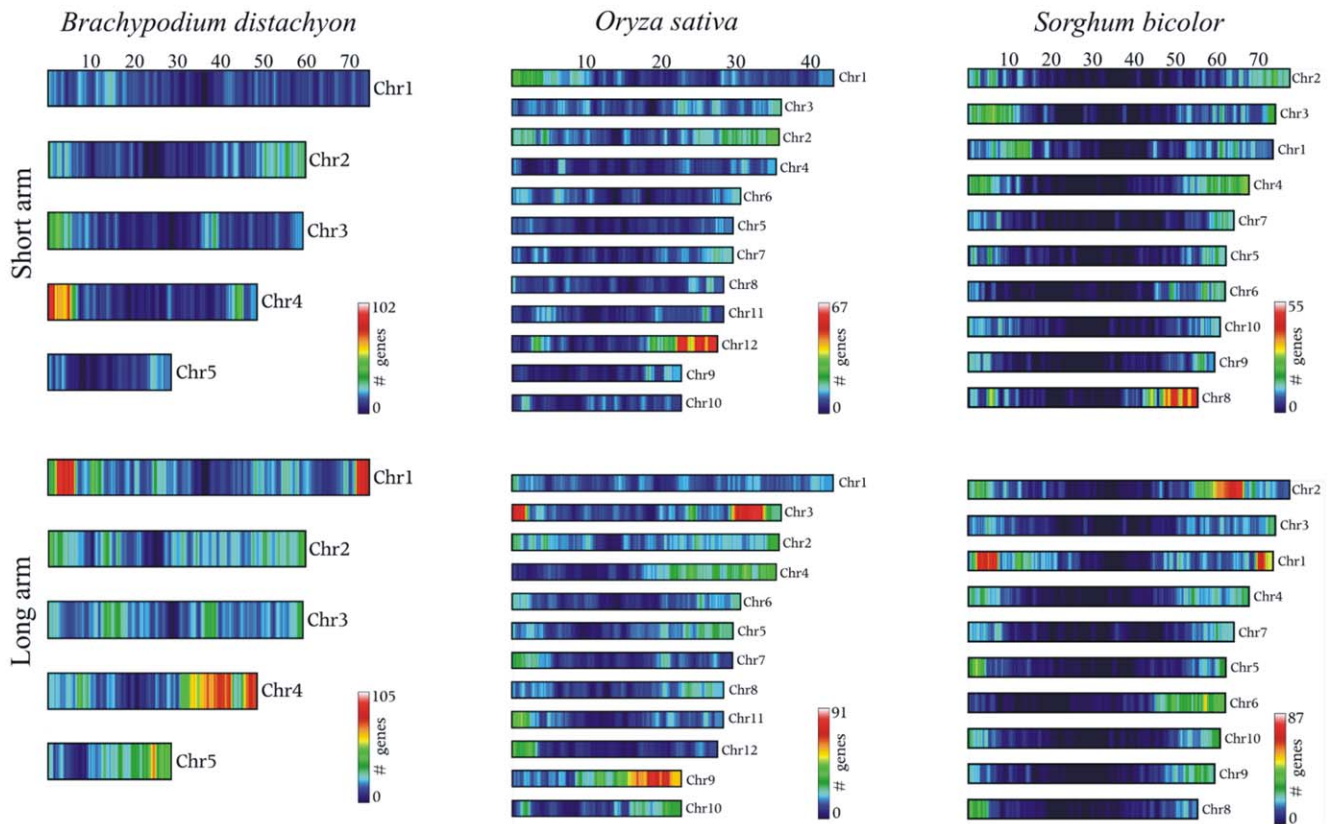 Brachypodium distachyon
Oryza sativa
Sorghum bicolor
Short arm
10 20 30 40 50 60 70
Chr1
Chr2
Chr3
Chr4
Chr5
102
# genes
0
10 20 30 40
Chr1
Chr3
Chr2
Chr4
Chr6
Chr5
Chr7
Chr8
Chr11
Chr12
Chr9
Chr10
67
# genes
0
10 20 30 40 50 60 70
Chr2
Chr3
Chr1
Chr4
Chr7
Chr5
Chr6
Chr10
Chr9
Chr8
55
# genes
0
Long arm
Chr1
Chr2
Chr3
Chr4
Chr5
105
# genes
0
Chr1
Chr3
Chr2
Chr4
Chr6
Chr5
Chr7
Chr8
Chr11
Chr12
Chr9
Chr10
91
# genes
0
Chr2
Chr3
Chr1
Chr4
Chr7
Chr5
Chr6
Chr10
Chr9
Chr8
87
# genes
0